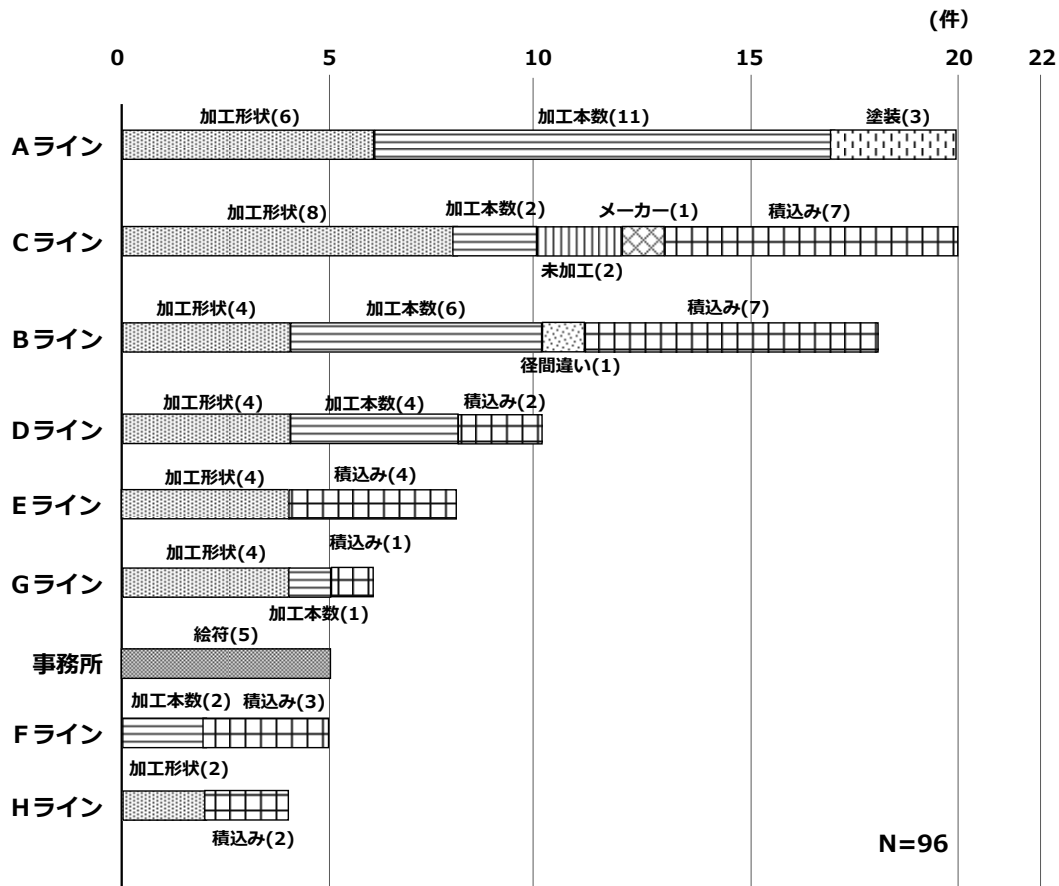 (件)
0 5 10 15 20 22
加工形状(6) 加工本数(11) 塗装(3)
Aライン
加工形状(8) 加工本数(2) メーカー(1) 積込み(7)
Cライン
未加工(2)
加工形状(4) 加工本数(6) 積込み(7)
Bライン
径間違い(1)
加工形状(4) 加工本数(4) 積込み(2)
Dライン
加工形状(4) 積込み(4)
Eライン
加工形状(4) 積込み(1)
Gライン
加工本数(1)
絵符(5)
事務所
加工本数(2) 積込み(3)
Fライン
加工形状(2)
Hライン
積込み(2)
N=96